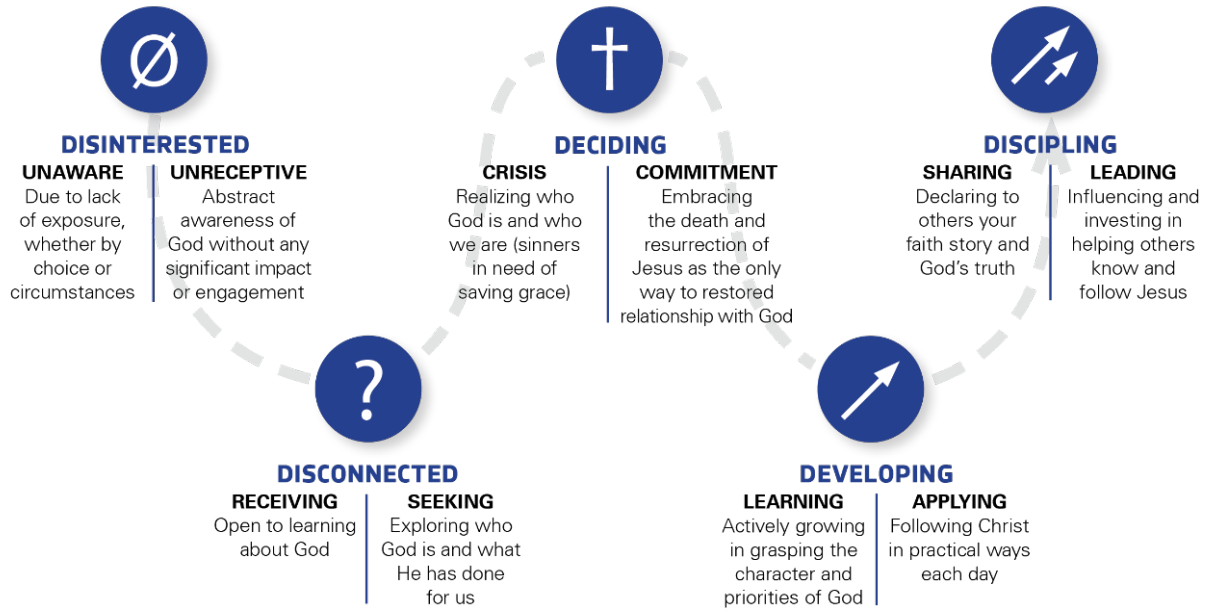 Ø
DISINTERESTED
UNAWARE
Due to lack
of exposure,
whether by
choice or
circumstances
UNRECEPTIVE
Abstract
awareness of
God without any
significant impact
or engagement
?
DISCONNECTED
RECEIVING
Open to learning
about God
SEEKING
Exploring who
God is and what
He has done
for us
DECIDING
CRISIS
Realizing who
God is and who
we are (sinners
in need of
saving grace)
COMMITMENT
Embracing
the death and
resurrection of
Jesus as the only
way to restored
relationship with God
DEVELOPING
LEARNING
Actively growing
in grasping the
character and
priorities of God
APPLYING
Following Christ
in practical ways
each day
DISCIPLING
SHARING
Declaring to
others your
faith story and
God's truth
LEADING
Influencing and
investing in
helping others
know and
follow Jesus